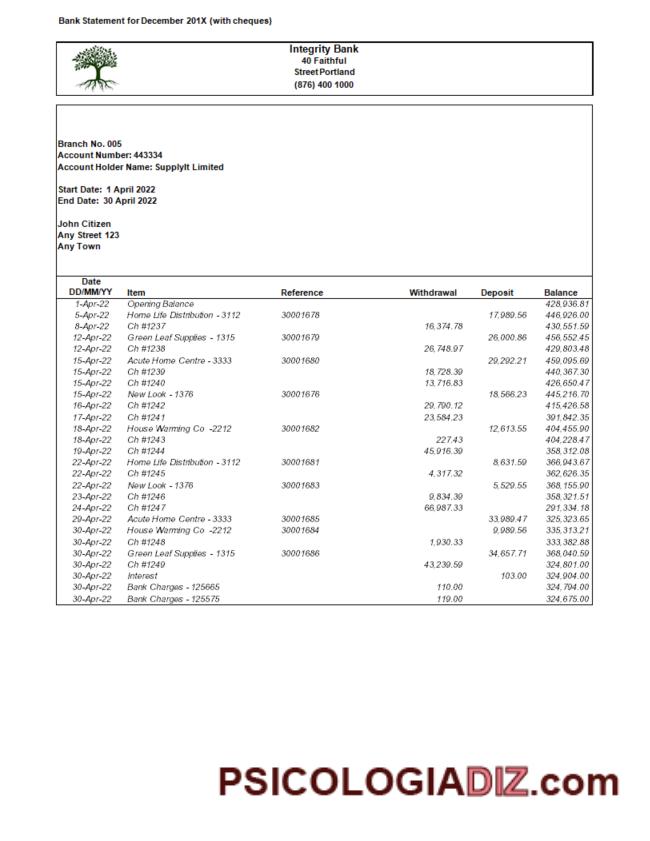 Bank Statement for December 201X (with cheques)
Integrity Bank
40 Faithful
Street Portland
(876) 400 1000
Branch No. 005
Account Number: 443334
Account Holder Name: SupplyIt Limited
Start Date: 1 April 2022
End Date: 30 April 2022
John Citizen
Any Street 123
Any Town
Date
DD/MM/YY Item Reference Withdrawal Deposit Balance
1-Apr-22 Opening Balance 428,936.81
5-Apr-22 Home Life Distribution - 3112 30001678 17,989.56 446,926.00
8-Apr-22 Ch #1237 16,374.78 430,551.59
12-Apr-22 Green Leaf Supplies - 1315 30001679 26,000.86 456,552.45
12-Apr-22 Ch #1238 26,748.97 429,803.48
15-Apr-22 Acute Home Centre - 3333 30001680 29,292.21 459,095.69
15-Apr-22 Ch #1239 18,728.39 440,367.30
15-Apr-22 Ch #1240 13,716.83 426,650.47
15-Apr-22 New Look - 1376 30001676 18,566.23 445,216.70
16-Apr-22 Ch #1242 29,790.12 415,426.58
17-Apr-22 Ch #1241 23,584.23 391,842.35
18-Apr-22 House Warming Co -2212 30001682 12,613.55 404,455.90
18-Apr-22 Ch #1243 227.43 404,228.47
19-Apr-22 Ch #1244 45,916.39 358,312.08
22-Apr-22 Home Life Distribution - 3112 30001681 8,631.59 366,943.67
22-Apr-22 Ch #1245 4,317.32 362,626.35
22-Apr-22 New Look - 1376 30001683 5,529.55 368,155.90
23-Apr-22 Ch #1246 9,834.39 358,321.51
24-Apr-22 Ch #1247 66,987.33 291,334.18
29-Apr-22 Acute Home Centre - 3333 30001685 33,989.47 325,323.65
30-Apr-22 House Warming Co -2212 30001684 9,989.56 335,313.21
30-Apr-22 Ch #1248 1,930.33 333,382.88
30-Apr-22 Green Leaf Supplies - 1315 30001686 34,657.71 368,040.59
30-Apr-22 Ch #1249 43,239.59 324,801.00
30-Apr-22 Interest 103.00 324,904.00
30-Apr-22 Bank Charges - 125665 110.00 324,794.00
30-Apr-22 Bank Charges - 125575 119.00 324,675.00
PSICOLOGIADIZ.com